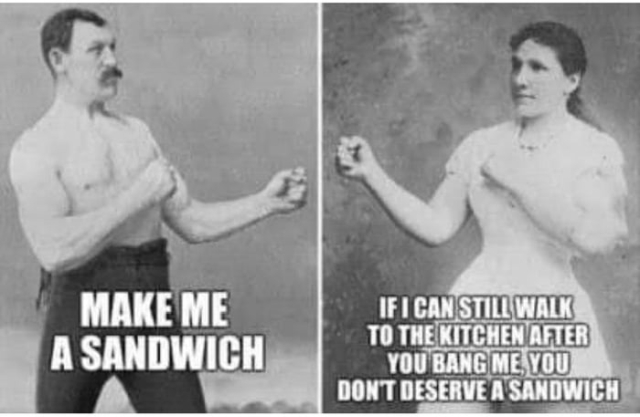 MAKE ME
A SANDWICH
IF I CAN STILL WALK
TO THE KITCHEN AFTER
YOU BANG ME, YOU
DON'T DESERVE A SANDWICH